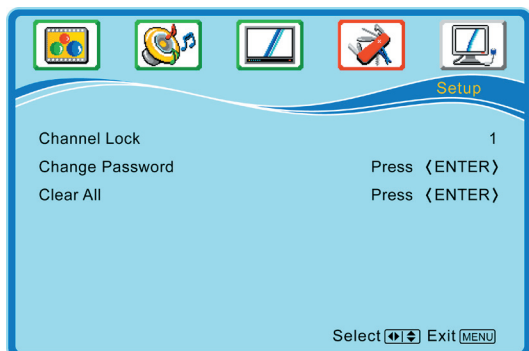 Setup
Channel Lock 1
Change Password Press 〈ENTER〉
Clear All Press 〈ENTER〉
Select Exit MENU